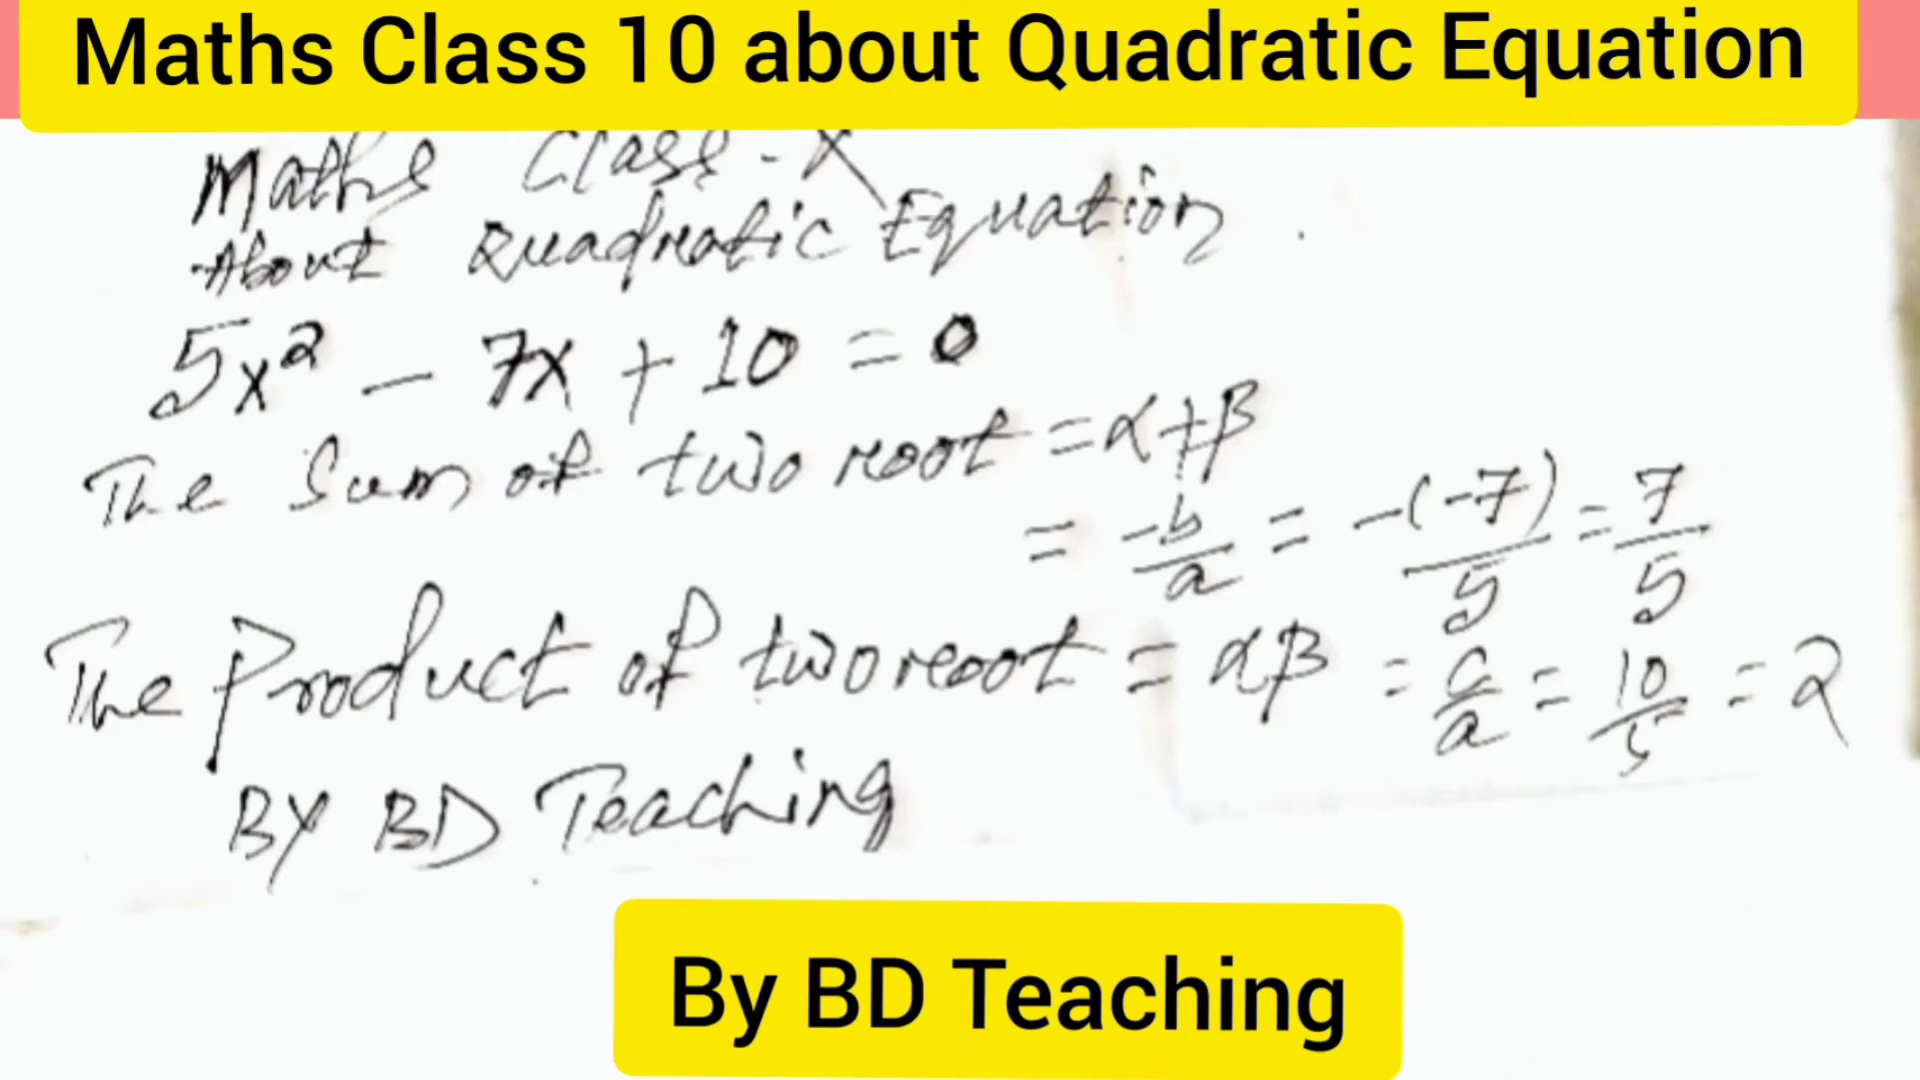 Maths Class 10 about Quadratic Equation
Maths Class - X
About Quadratic Equation.
5x² - 7x + 10 = 0
The Sum of two root = α+β
= -b/a = -(-7)/5 = 7/5
The Product of two root = αβ = c/a = 10/5 = 2
BY BD Teaching
By BD Teaching